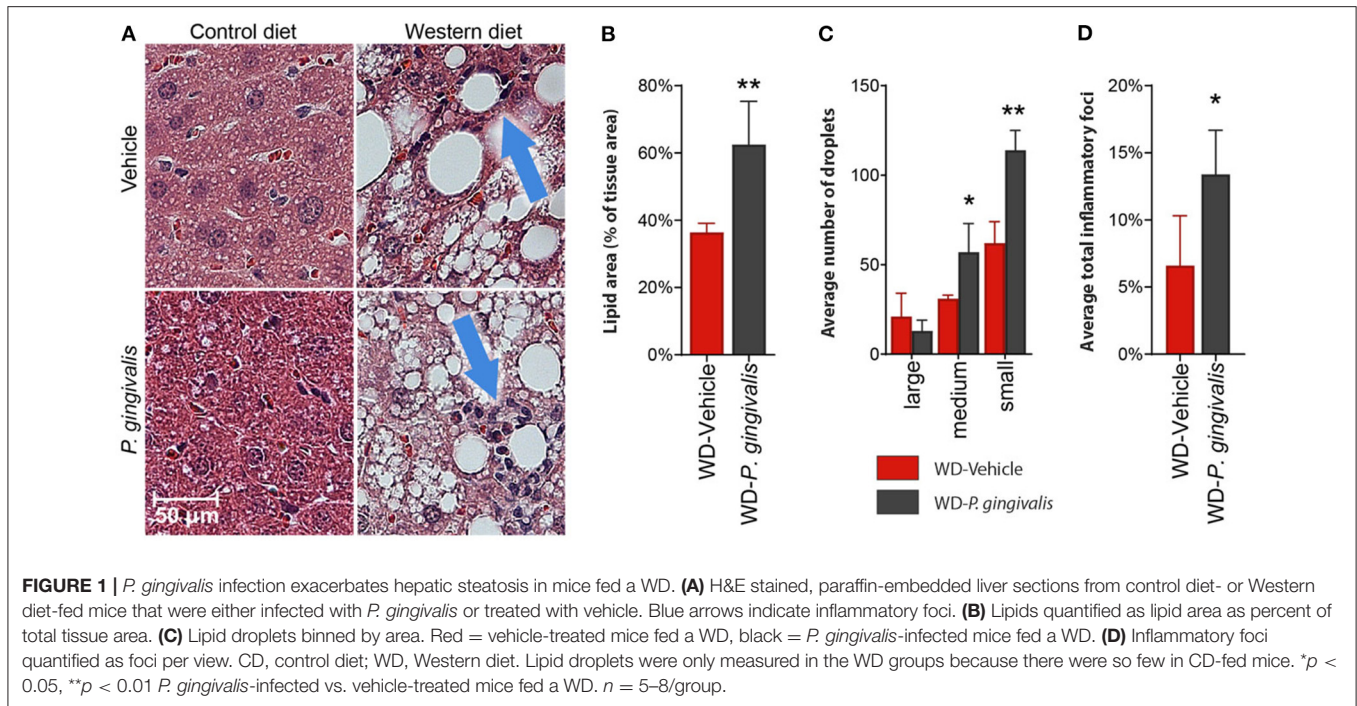 A
Control diet
Western diet
Vehicle
P. gingivalis
50 µm
B
Lipid area (% of tissue area)
80%
60%
40%
20%
0%
**
WD-Vehicle
WD-P. gingivalis
C
Average number of droplets
150
100
50
0
*
**
large
medium
small
WD-Vehicle
WD-P. gingivalis
D
Average total inflammatory foci
20%
15%
10%
5%
0%
*
WD-Vehicle
WD-P. gingivalis
FIGURE 1 | P. gingivalis infection exacerbates hepatic steatosis in mice fed a WD. (A) H&E stained, paraffin-embedded liver sections from control diet- or Western
diet-fed mice that were either infected with P. gingivalis or treated with vehicle. Blue arrows indicate inflammatory foci. (B) Lipids quantified as lipid area as percent of
total tissue area. (C) Lipid droplets binned by area. Red = vehicle-treated mice fed a WD, black = P. gingivalis-infected mice fed a WD. (D) Inflammatory foci
quantified as foci per view. CD, control diet; WD, Western diet. Lipid droplets were only measured in the WD groups because there were so few in CD-fed mice. *p <
0.05, **p < 0.01 P. gingivalis-infected vs. vehicle-treated mice fed a WD. n = 5–8/group.